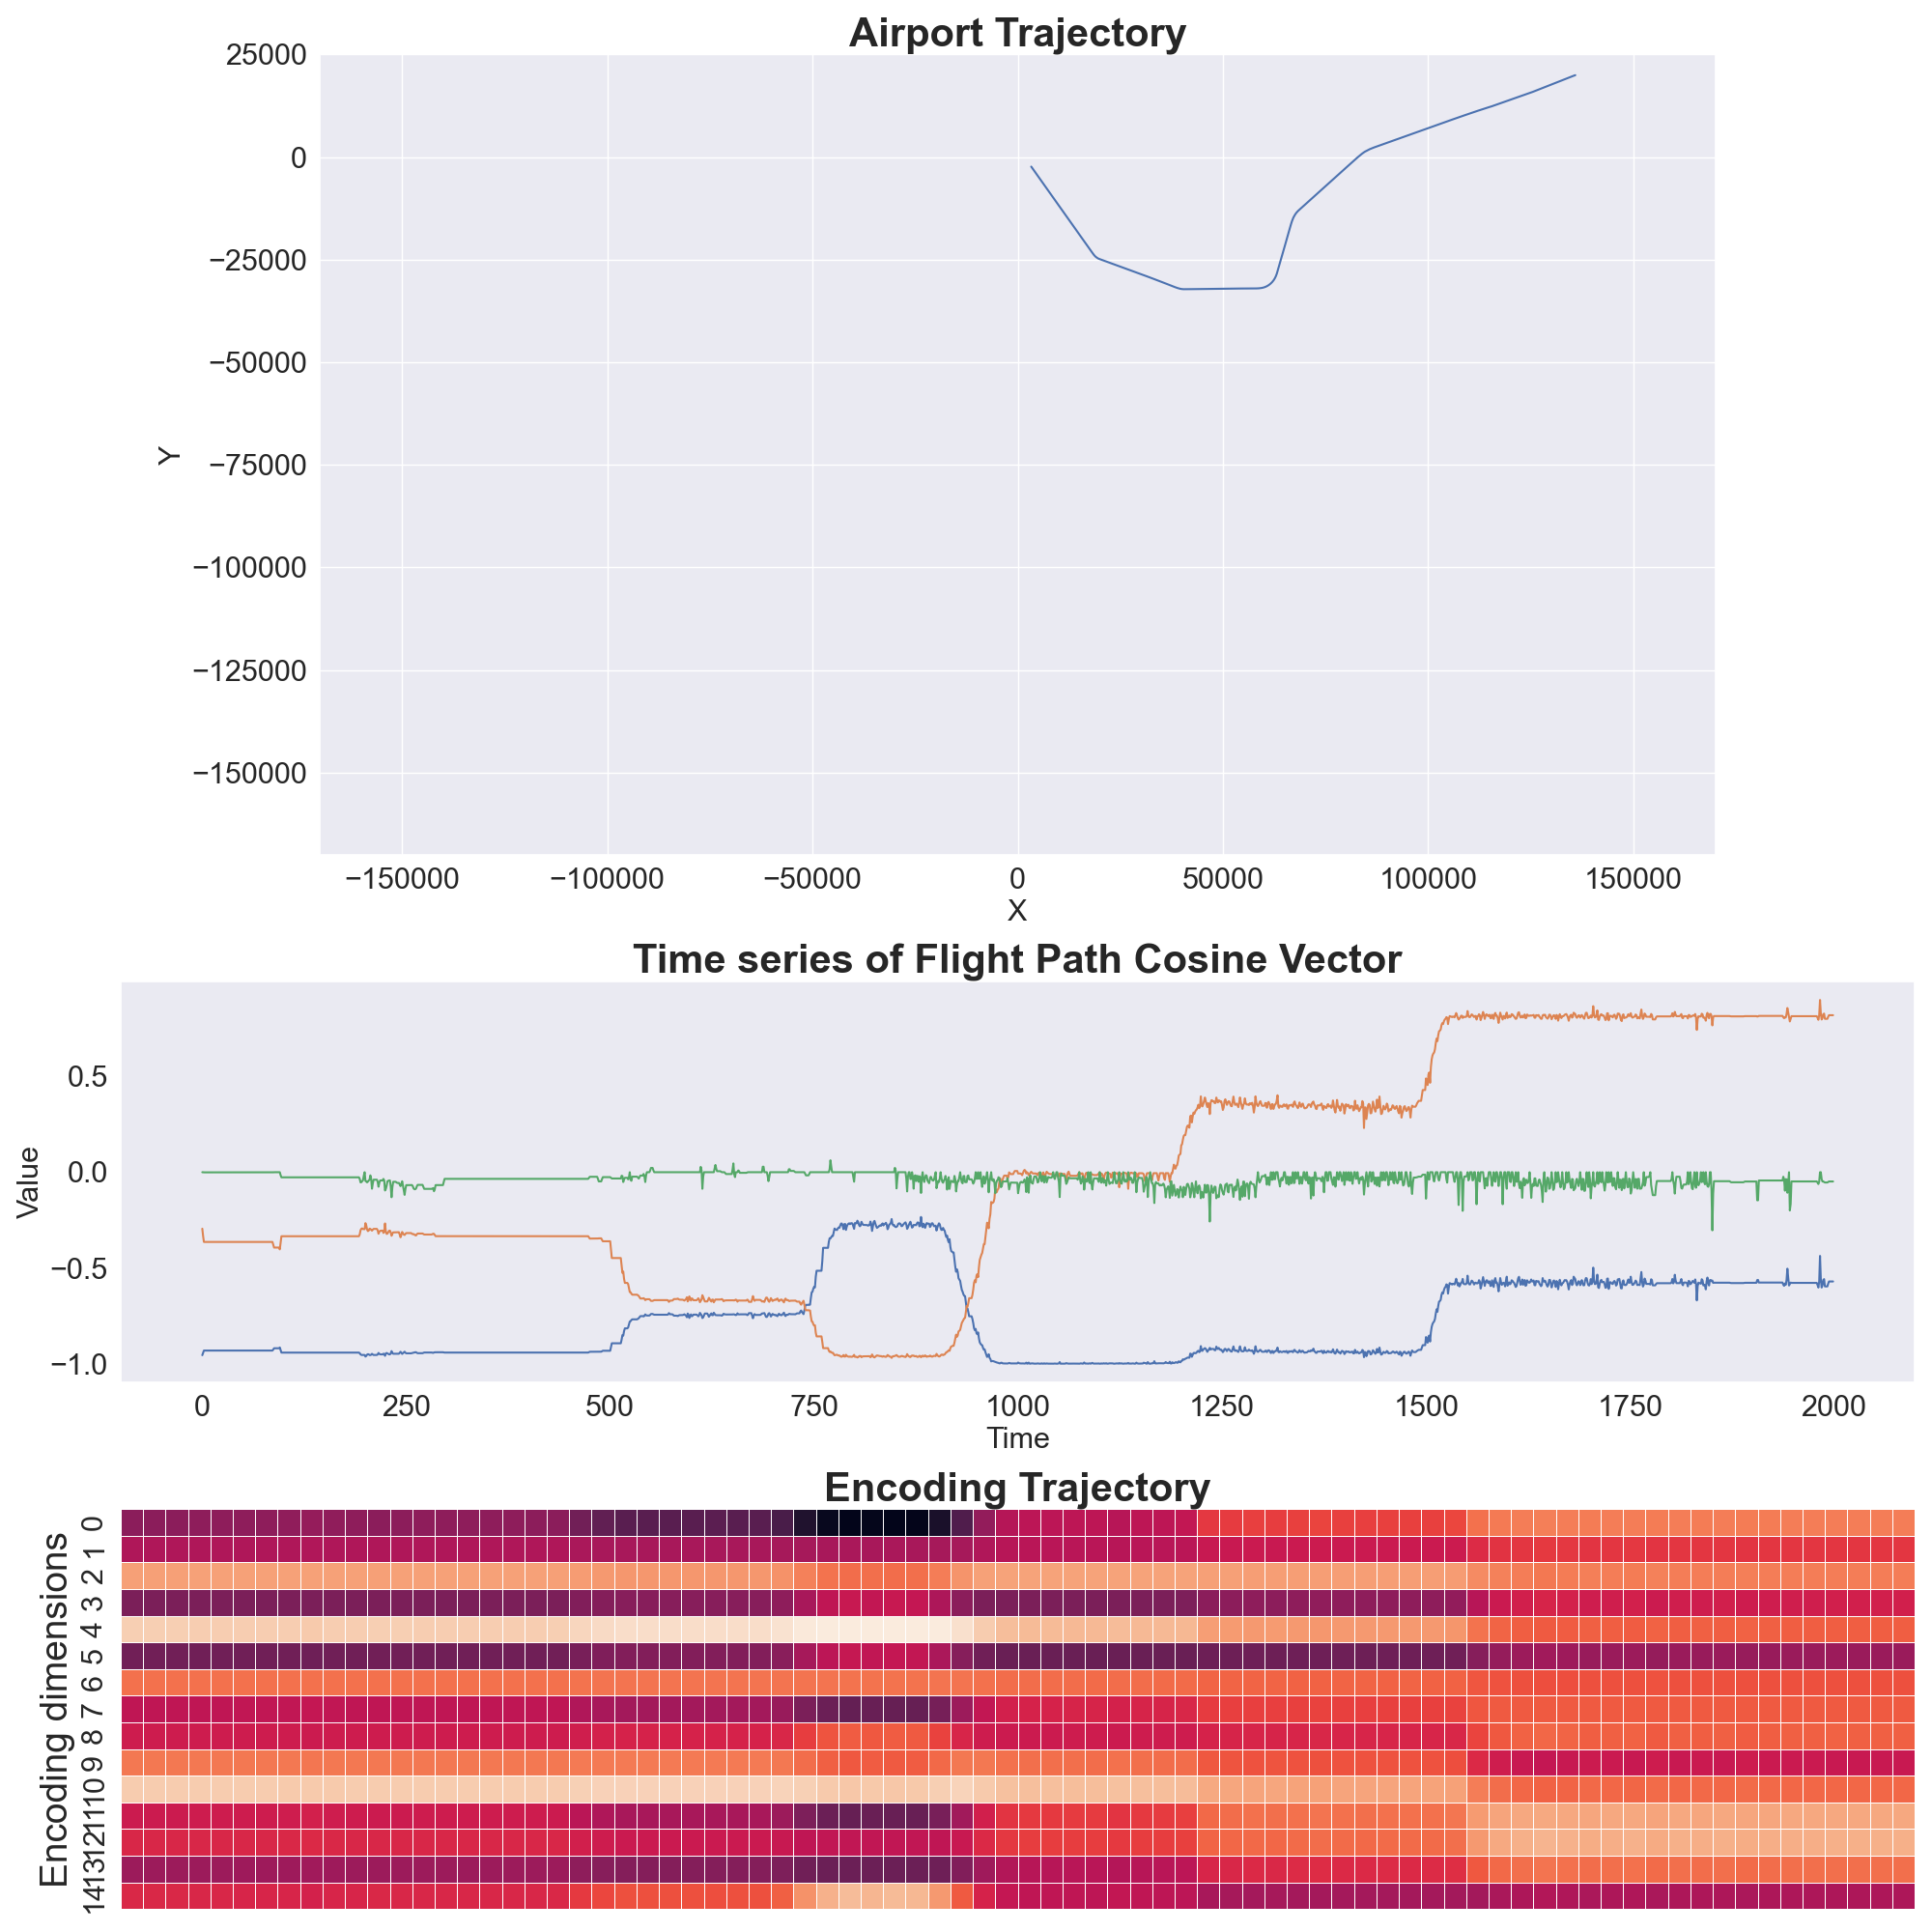 Airport Trajectory
25000
0
−25000
−50000
−75000
−100000
−125000
−150000
Y
−150000 −100000 −50000 0 50000 100000 150000
X
Time series of Flight Path Cosine Vector
0.5
0.0
−0.5
−1.0
Value
0 250 500 750 1000 1250 1500 1750 2000
Time
Encoding Trajectory
Encoding dimensions
0
1
2
3
4
5
6
7
8
9
10
11
12
13
14